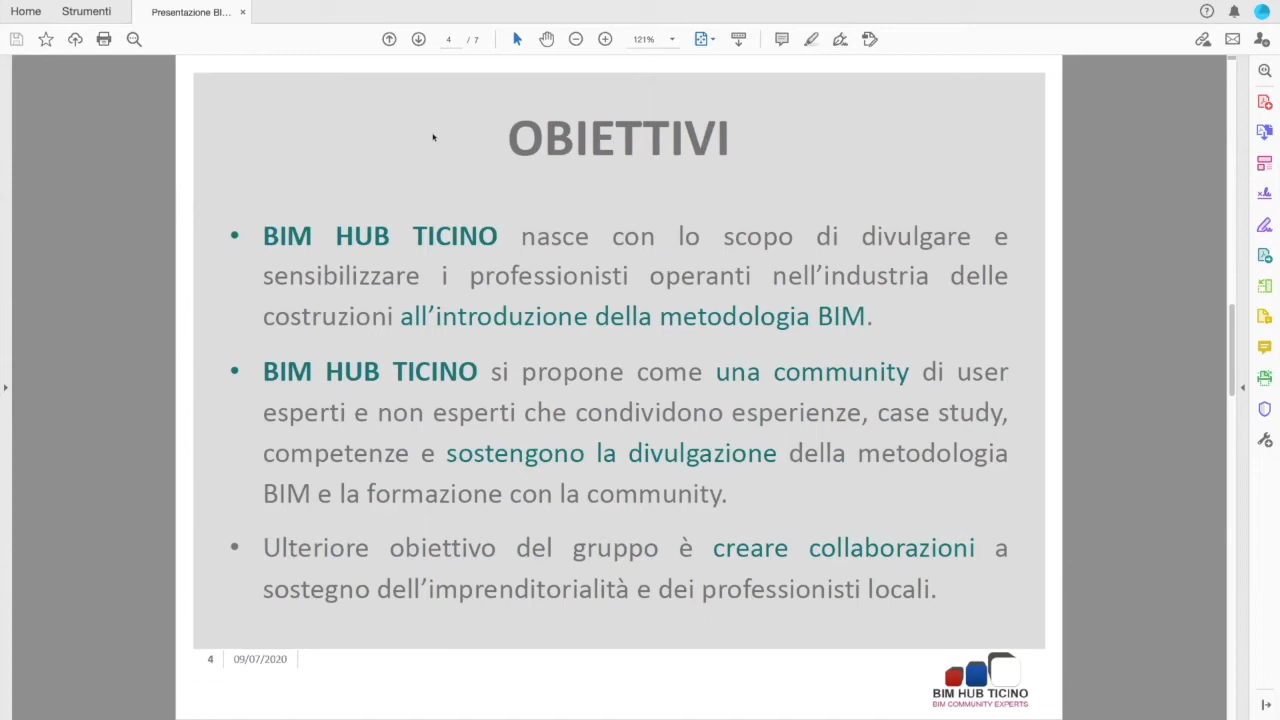 Home Strumenti Presentazione BI... ×
4 / 7 121%
OBIETTIVI
• BIM HUB TICINO nasce con lo scopo di divulgare e
sensibilizzare i professionisti operanti nell’industria delle
costruzioni all’introduzione della metodologia BIM.
• BIM HUB TICINO si propone come una community di user
esperti e non esperti che condividono esperienze, case study,
competenze e sostengono la divulgazione della metodologia
BIM e la formazione con la community.
• Ulteriore obiettivo del gruppo è creare collaborazioni a
sostegno dell’imprenditorialità e dei professionisti locali.
4 09/07/2020
BIM HUB TICINO
BIM COMMUNITY EXPERTS